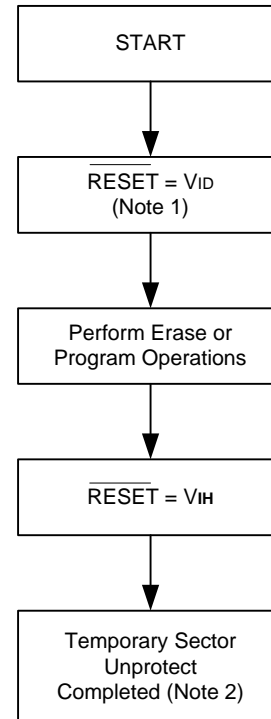 START
RESET = VID
(Note 1)
Perform Erase or
Program Operations
RESET = VIH
Temporary Sector
Unprotect
Completed (Note 2)